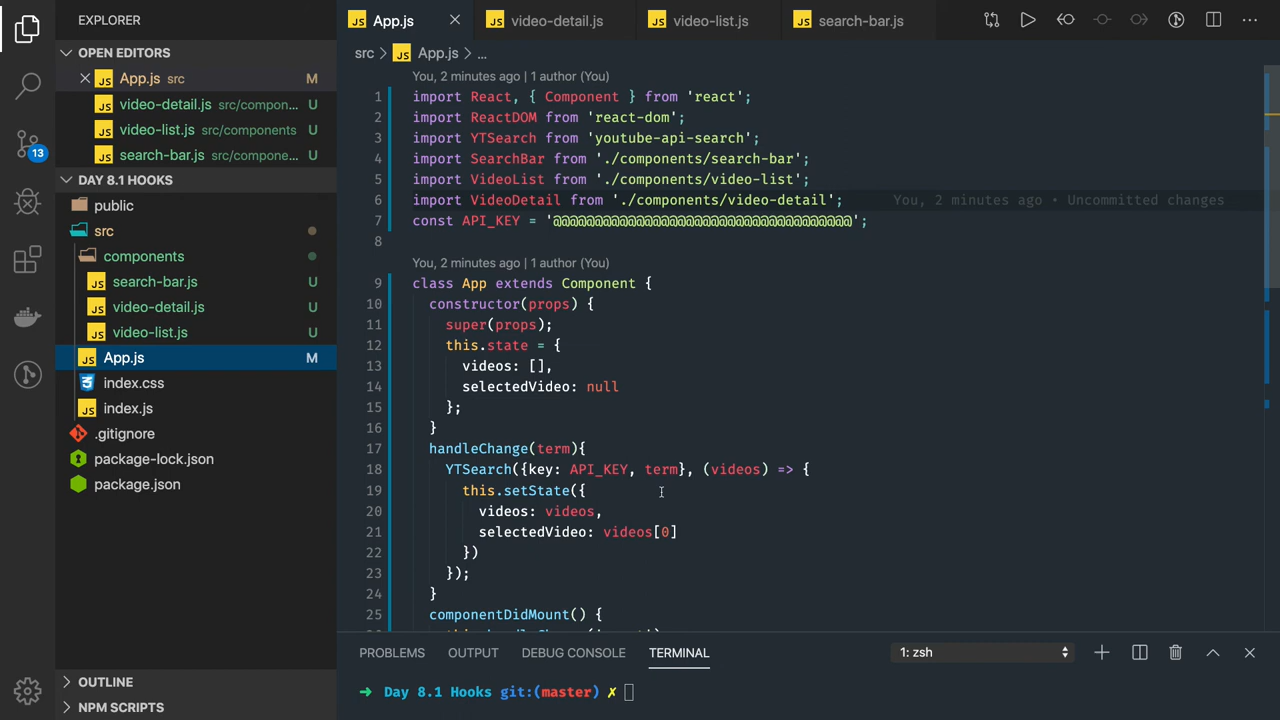 EXPLORER
OPEN EDITORS
App.js src M
video-detail.js src/compon... U
video-list.js src/components U
search-bar.js src/compone... U
DAY 8.1 HOOKS
public
src
components
search-bar.js U
video-detail.js U
video-list.js U
App.js M
index.css
index.js
.gitignore
package-lock.json
package.json
OUTLINE
NPM SCRIPTS
13
App.js video-detail.js video-list.js search-bar.js
src > App.js > ...
You, 2 minutes ago | 1 author (You)
1 import React, { Component } from 'react';
2 import ReactDOM from 'react-dom';
3 import YTSearch from 'youtube-api-search';
4 import SearchBar from './components/search-bar';
5 import VideoList from './components/video-list';
6 import VideoDetail from './components/video-detail'; You, 2 minutes ago • Uncommitted changes
7 const API_KEY = '@@@@@@@@@@@@@@@@@@@@@@@@@@@@@@@@@@@@';
8
You, 2 minutes ago | 1 author (You)
9 class App extends Component {
10 constructor(props) {
11 super(props);
12 this.state = {
13 videos: [],
14 selectedVideo: null
15 };
16 }
17 handleChange(term){
18 YTSearch({key: API_KEY, term}, (videos) => {
19 this.setState({
20 videos: videos,
21 selectedVideo: videos[0]
22 })
23 });
24 }
25 componentDidMount() {
PROBLEMS OUTPUT DEBUG CONSOLE TERMINAL 1: zsh
➜ Day 8.1 Hooks git:(master) ✗